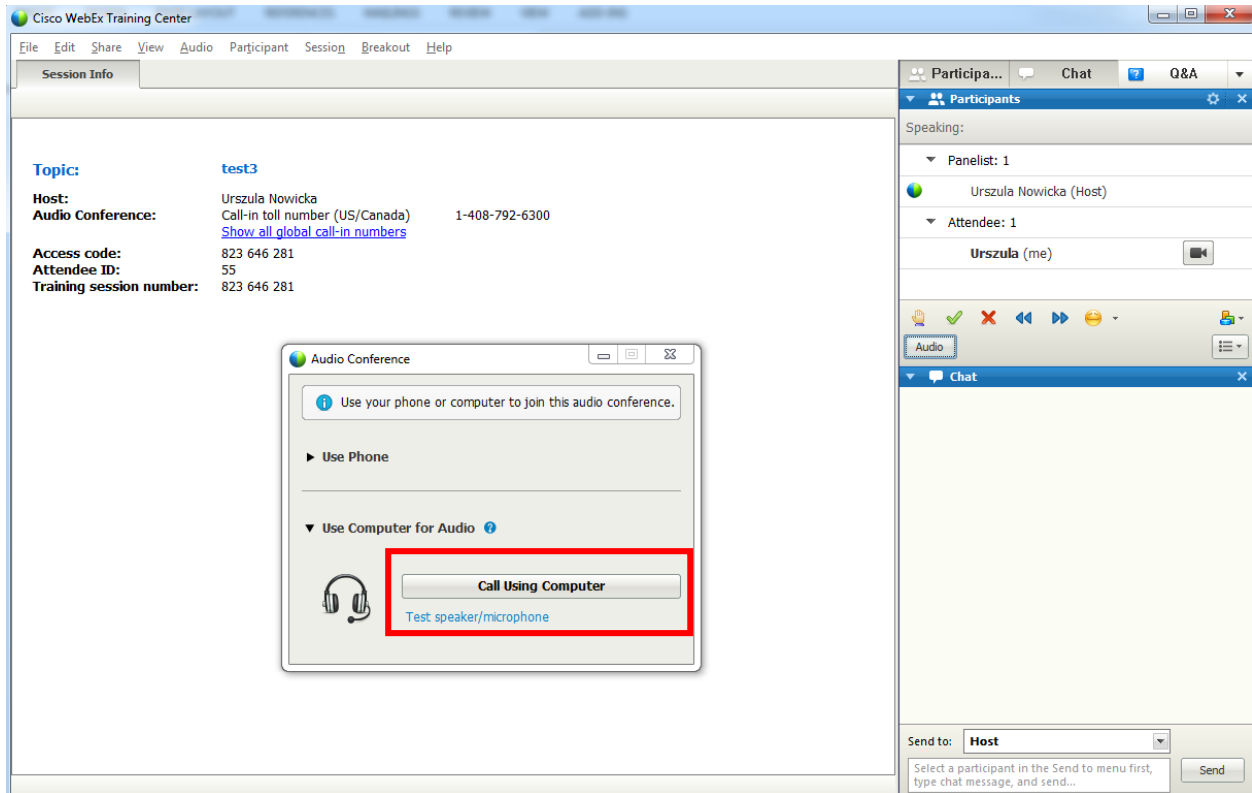 Cisco WebEx Training Center
File Edit Share View Audio Participant Session Breakout Help
Session Info
Topic: test3
Host: Urszula Nowicka
Audio Conference: Call-in toll number (US/Canada) 1-408-792-6300
Show all global call-in numbers
Access code: 823 646 281
Attendee ID: 55
Training session number: 823 646 281
Audio Conference
Use your phone or computer to join this audio conference.
Use Phone
Use Computer for Audio
Call Using Computer
Test speaker/microphone
Participa... Chat Q&A
Participants
Speaking:
Panelist: 1
Urszula Nowicka (Host)
Attendee: 1
Urszula (me)
Audio
Chat
Send to: Host
Select a participant in the Send to menu first,
type chat message, and send...
Send